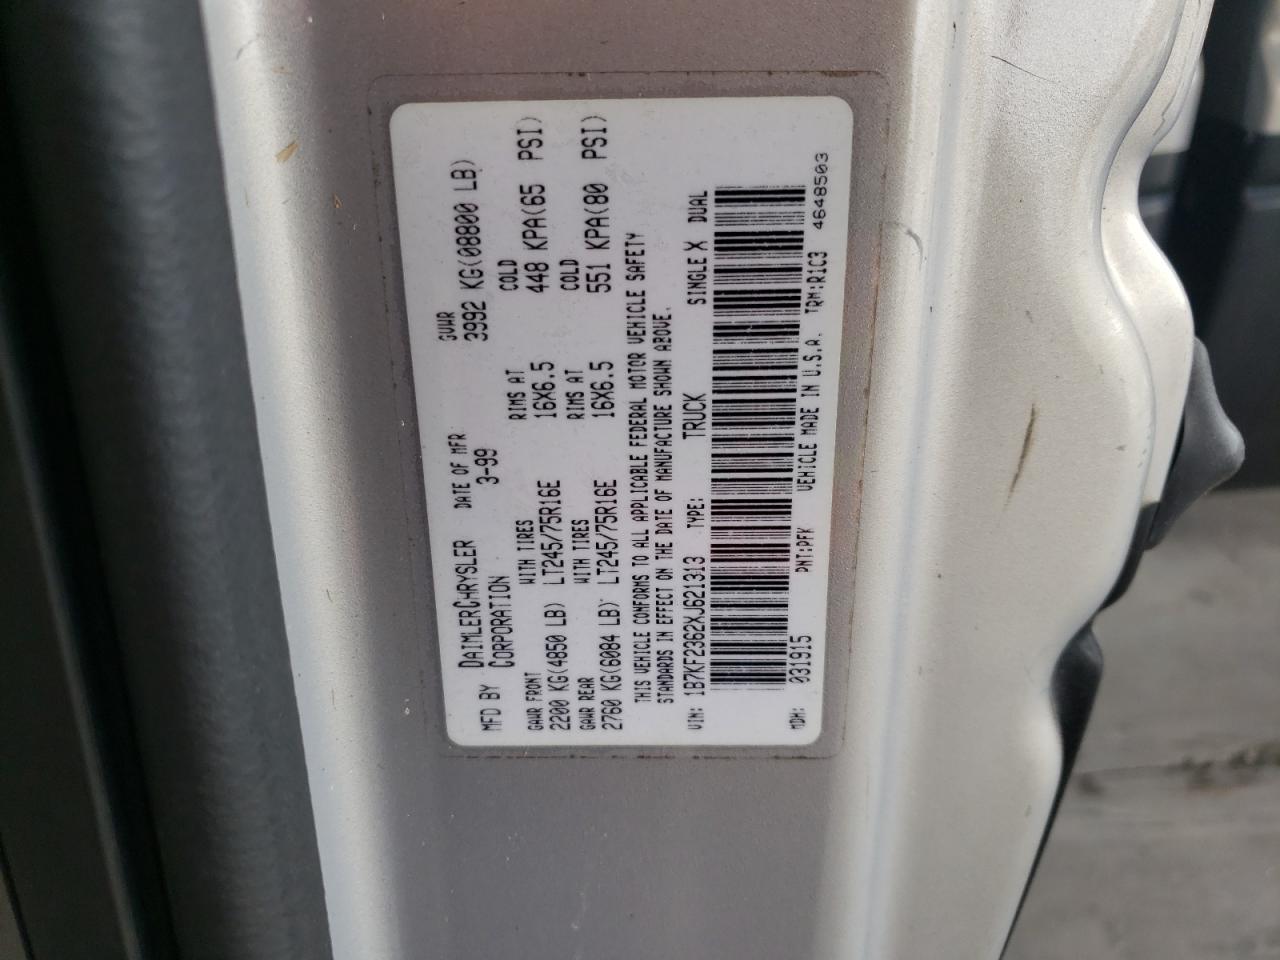 MFD BY DAIMLERCHRYSLER CORPORATION DATE OF MFR 3-99 GVWR 3992 KG(08800 LB)
GAWR FRONT WITH TIRES RIMS AT COLD
2200 KG(4850 LB) LT245/75R16E 16X6.5 448 KPA(65 PSI)
GAWR REAR WITH TIRES RIMS AT COLD
2760 KG(6084 LB) LT245/75R16E 16X6.5 551 KPA(80 PSI)
THIS VEHICLE CONFORMS TO ALL APPLICABLE FEDERAL MOTOR VEHICLE SAFETY
STANDARDS IN EFFECT ON THE DATE OF MANUFACTURE SHOWN ABOVE.
VIN: 1B7KF2362XJ621313 TYPE: TRUCK SINGLE X DUAL
MDH: 031915 PNT:PFK VEHICLE MADE IN U.S.A. TRM:R1C3 4648503